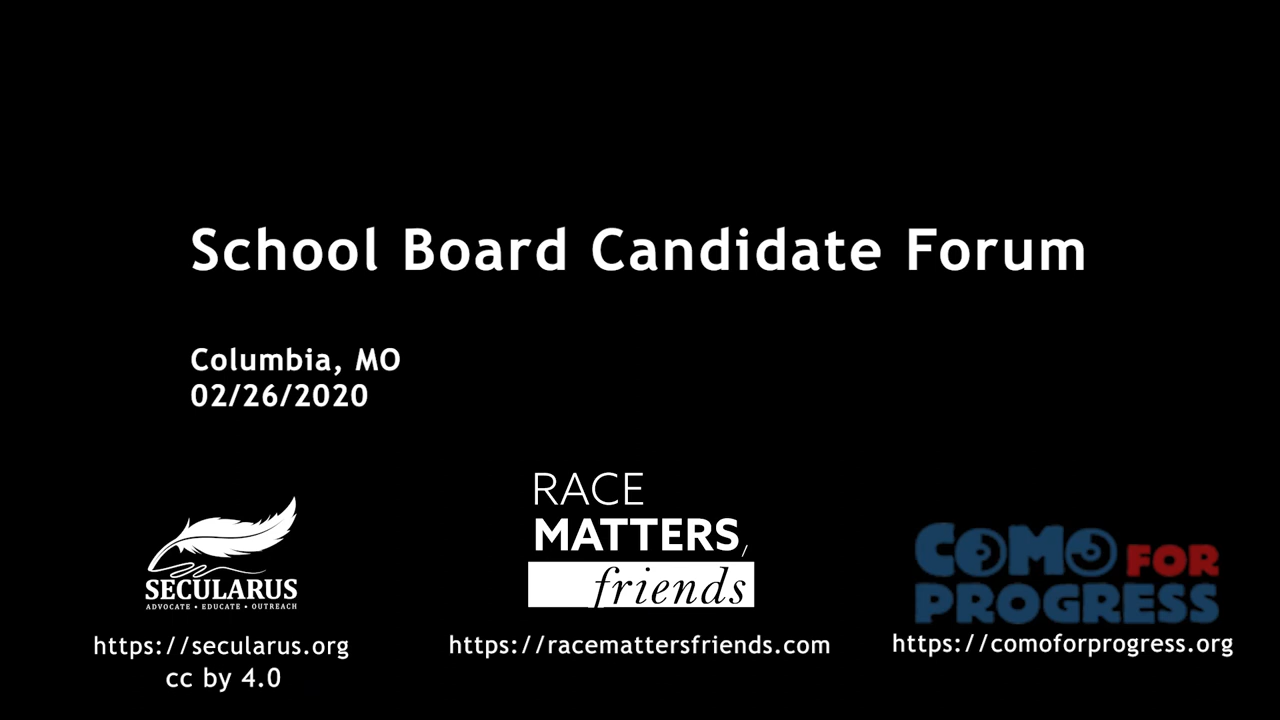 School Board Candidate Forum
Columbia, MO
02/26/2020
SECULARUS
ADVOCATE • EDUCATE • OUTREACH
https://secularus.org
cc by 4.0
RACE
MATTERS,
friends
https://racemattersfriends.com
COMO FOR
PROGRESS
https://comoforprogress.org